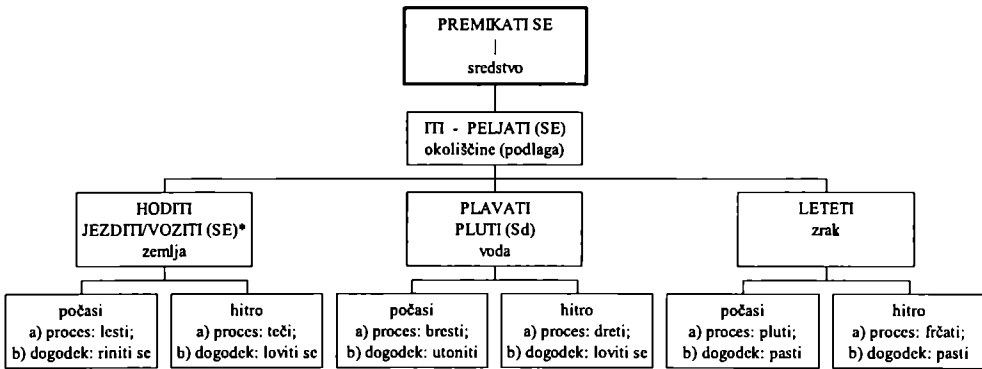 PREMIKATI SE
|
sredstvo
ITI - PELJATI (SE)
okoliščine (podlaga)
HODITI
JEZDITI/VOZITI (SE)*
zemlja
PLAVATI
PLUTI (Sd)
voda
LETETI
zrak
počasi
a) proces: lesti;
b) dogodek: riniti se
hitro
a) proces: teči;
b) dogodek: loviti se
počasi
a) proces: bresti;
b) dogodek: utoniti
hitro
a) proces: dreti;
b) dogodek: loviti se
počasi
a) proces: pluti;
b) dogodek: pasti
hitro
a) proces: frčati;
b) dogodek: pasti